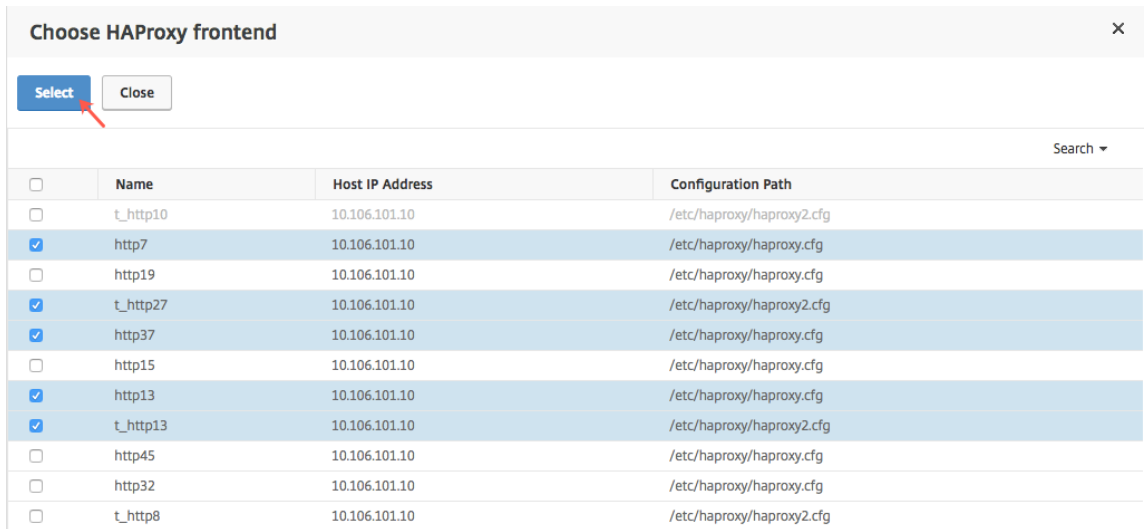 Choose HAProxy frontend
Select Close
Search
Name Host IP Address Configuration Path
t_http10 10.106.101.10 /etc/haproxy/haproxy2.cfg
http7 10.106.101.10 /etc/haproxy/haproxy.cfg
http19 10.106.101.10 /etc/haproxy/haproxy.cfg
t_http27 10.106.101.10 /etc/haproxy/haproxy2.cfg
http37 10.106.101.10 /etc/haproxy/haproxy.cfg
http15 10.106.101.10 /etc/haproxy/haproxy.cfg
http13 10.106.101.10 /etc/haproxy/haproxy.cfg
t_http13 10.106.101.10 /etc/haproxy/haproxy2.cfg
http45 10.106.101.10 /etc/haproxy/haproxy.cfg
http32 10.106.101.10 /etc/haproxy/haproxy.cfg
t_http8 10.106.101.10 /etc/haproxy/haproxy2.cfg